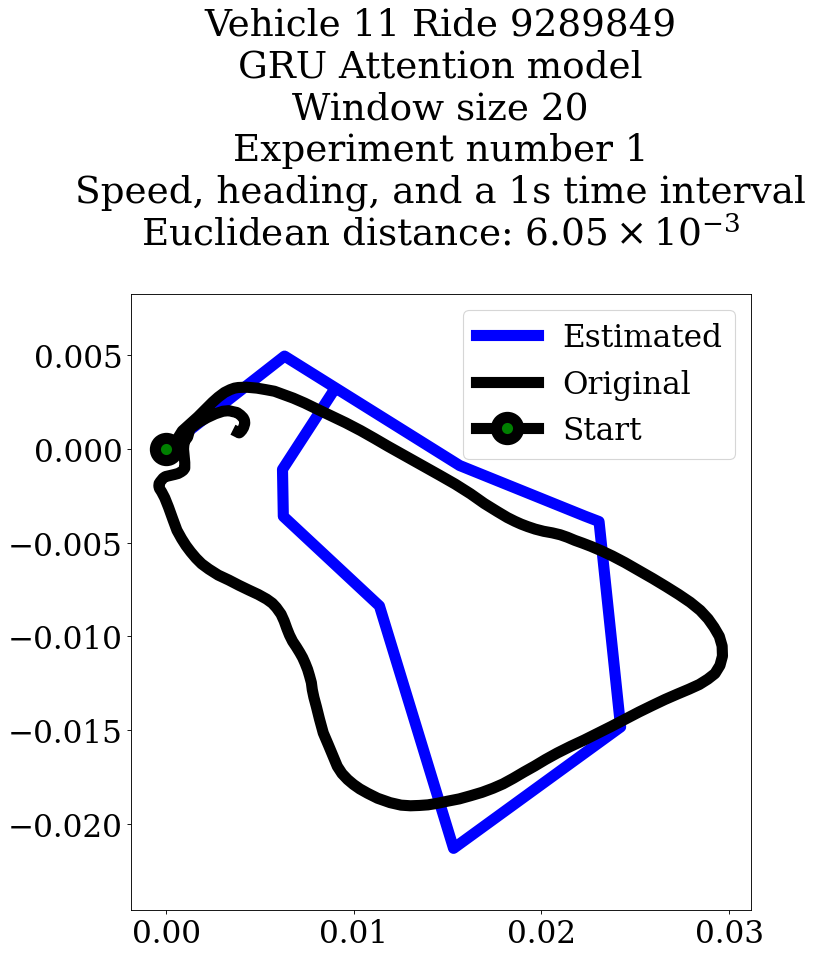 Vehicle 11 Ride 9289849
GRU Attention model
Window size 20
Experiment number 1
Speed, heading, and a 1s time interval
Euclidean distance: 6.05 × 10⁻³
Estimated
Original
Start
0.005
0.000
−0.005
−0.010
−0.015
−0.020
0.00 0.01 0.02 0.03